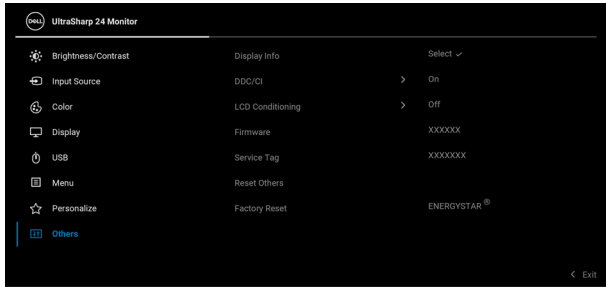 DELL UltraSharp 24 Monitor
Brightness/Contrast Display Info Select ✓
Input Source DDC/CI > On
Color LCD Conditioning > Off
Display Firmware XXXXXX
USB Service Tag XXXXXXX
Menu Reset Others
Personalize Factory Reset ENERGYSTAR ®
Others
< Exit